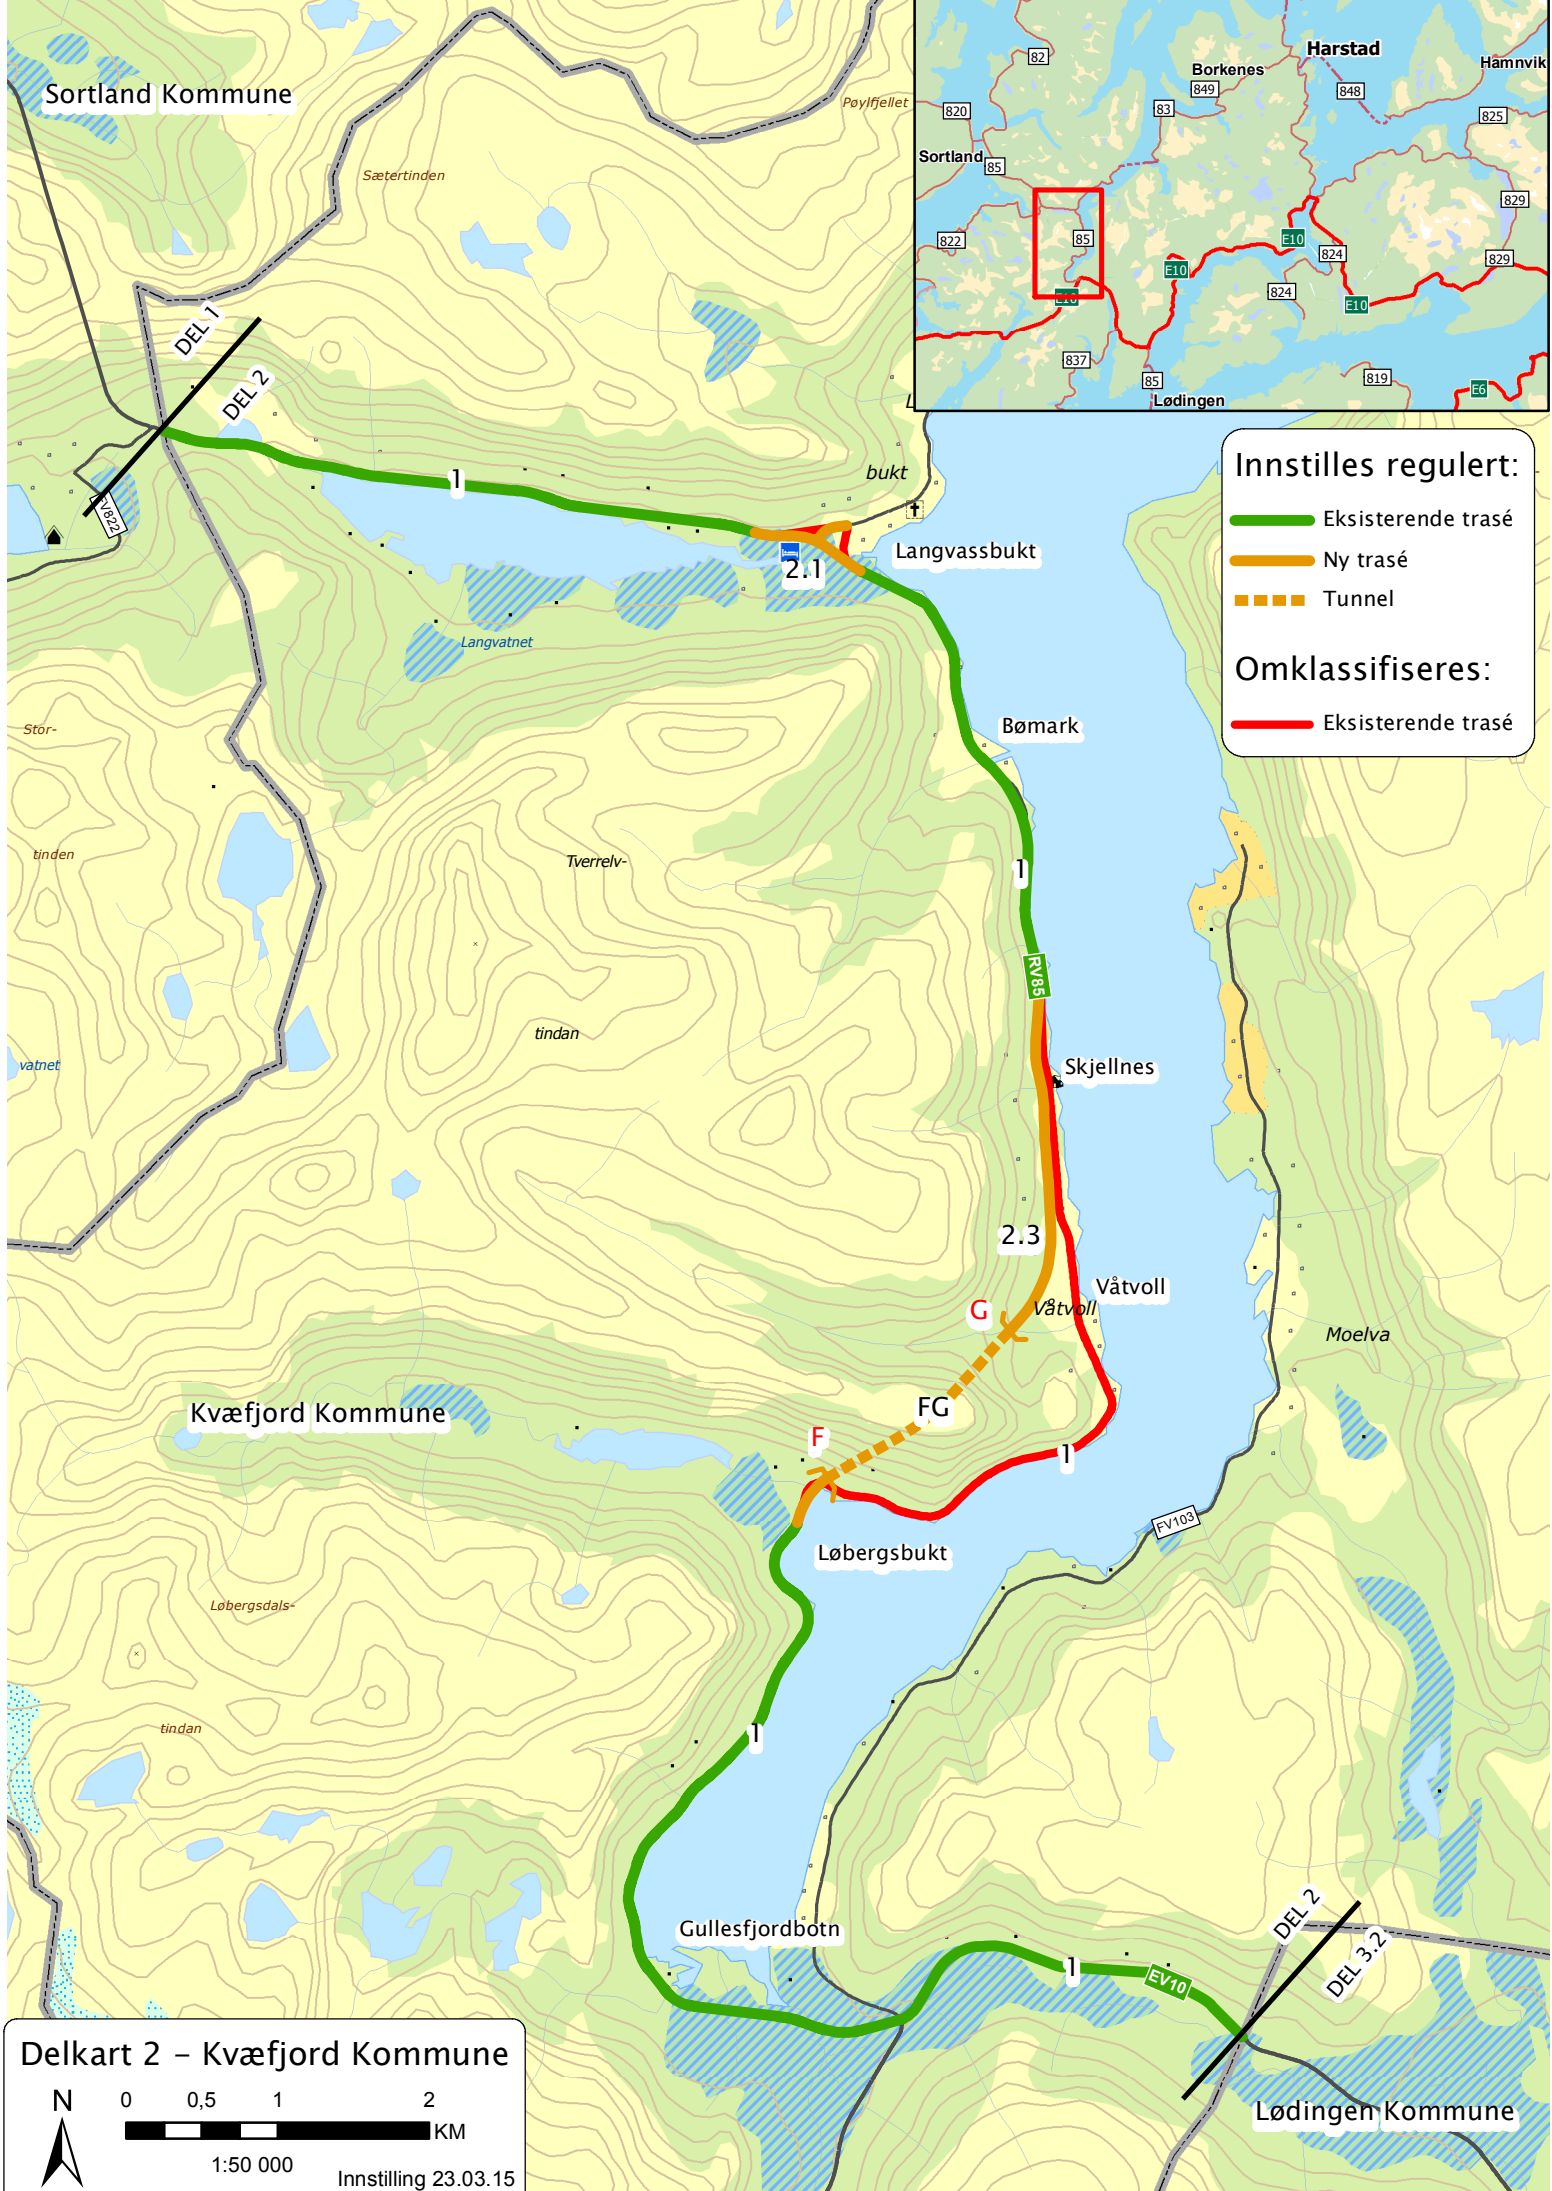 Sortland Kommune
Pøylfjellet
Sætertinden
DEL 1
DEL 2
FV822
1
bukt
L
Langvassbukt
2.1
Langvatnet
Stor-
tinden
vatnet
Bømark
Tverrelv-
tindan
1
RV85
Skjellnes
2.3
Våtvoll
Våtvoll
G
Moelva
FG
F
Kvæfjord Kommune
1
FV103
Løbergsbukt
Løbergsdals-
tindan
1
Gullesfjordbotn
1
EV10
DEL 2
DEL 3.2
Lødingen Kommune
Harstad
Borkenes
Hamnvik
Sortland
Lødingen
82
849
848
83
820
825
85
829
822
85
E10
824
829
E10
E10
824
E10
837
85
819
E6
Innstilles regulert:
Eksisterende trasé
Ny trasé
Tunnel
Omklassifiseres:
Eksisterende trasé
Delkart 2 – Kvæfjord Kommune
N
0 0,5 1 2
KM
1:50 000
Innstilling 23.03.15